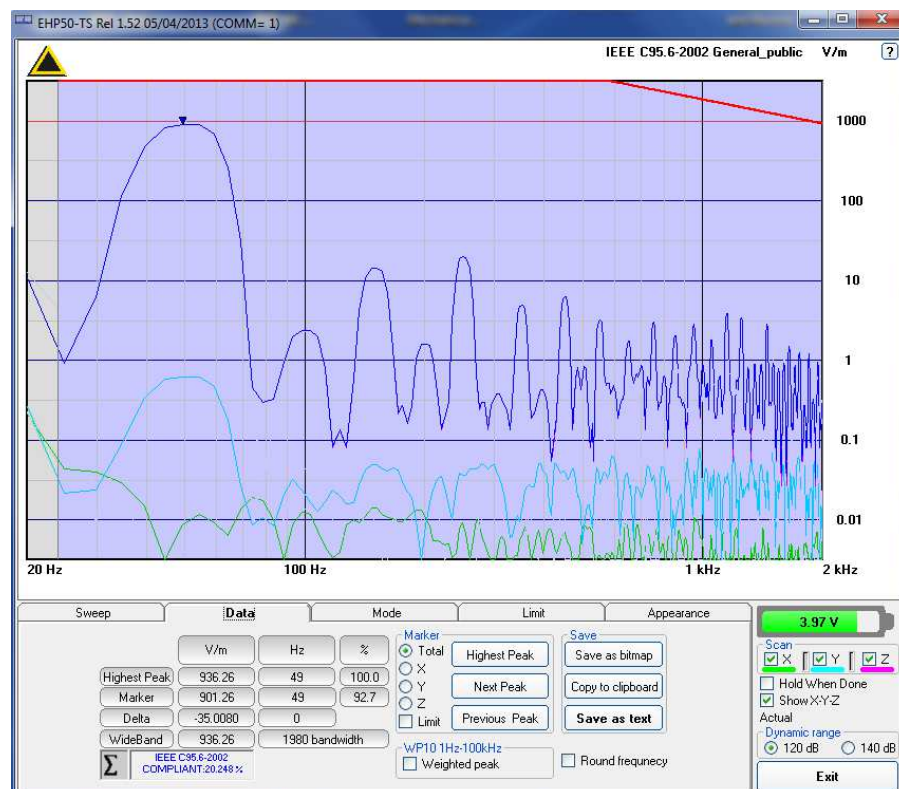 EHP50-TS Rel 1.52 05/04/2013 (COMM= 1)
IEEE C95.6-2002 General_public V/m ?
1000
100
10
1
0.1
0.01
20 Hz 100 Hz 1 kHz 2 kHz
Sweep Data Mode Limit Appearance
V/m Hz %
Highest Peak 936.26 49 100.0
Marker 901.26 49 92.7
Delta -35.0080 0
WideBand 936.26 1980 bandwidth
Σ IEEE C95.6-2002
COMPLIANT:20.248 %
Marker
Total
X
Y
Z
Limit
Highest Peak
Next Peak
Previous Peak
WP10 1Hz-100kHz
Weighted peak
Save
Save as bitmap
Copy to clipboard
Save as text
Round frequnecy
3.97 V
Scan
X Y Z
Hold When Done
Show X-Y-Z
Actual
Dynamic range
120 dB 140 dB
Exit